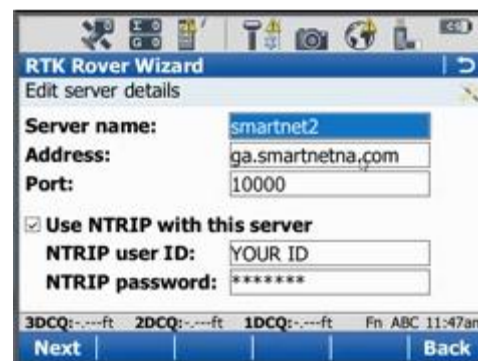 RTK Rover Wizard
Edit server details
Server name: smartnet2
Address: ga.smartnetna.com
Port: 10000
Use NTRIP with this server
NTRIP user ID: YOUR ID
NTRIP password: *******
3DCQ:-.---ft 2DCQ:-.---ft 1DCQ:-.---ft Fn ABC 11:47am
Next Back